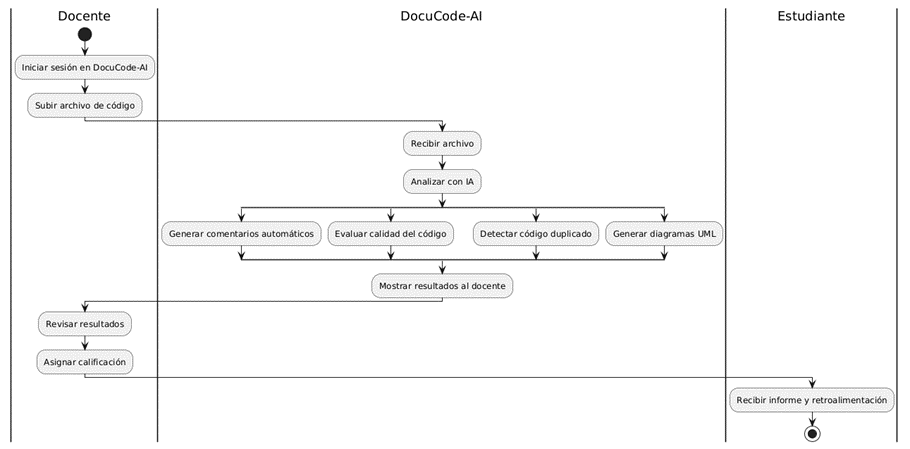 Docente
DocuCode-AI
Estudiante
Iniciar sesión en DocuCode-AI
Subir archivo de código
Recibir archivo
Analizar con IA
Generar comentarios automáticos
Evaluar calidad del código
Detectar código duplicado
Generar diagramas UML
Mostrar resultados al docente
Revisar resultados
Asignar calificación
Recibir informe y retroalimentación